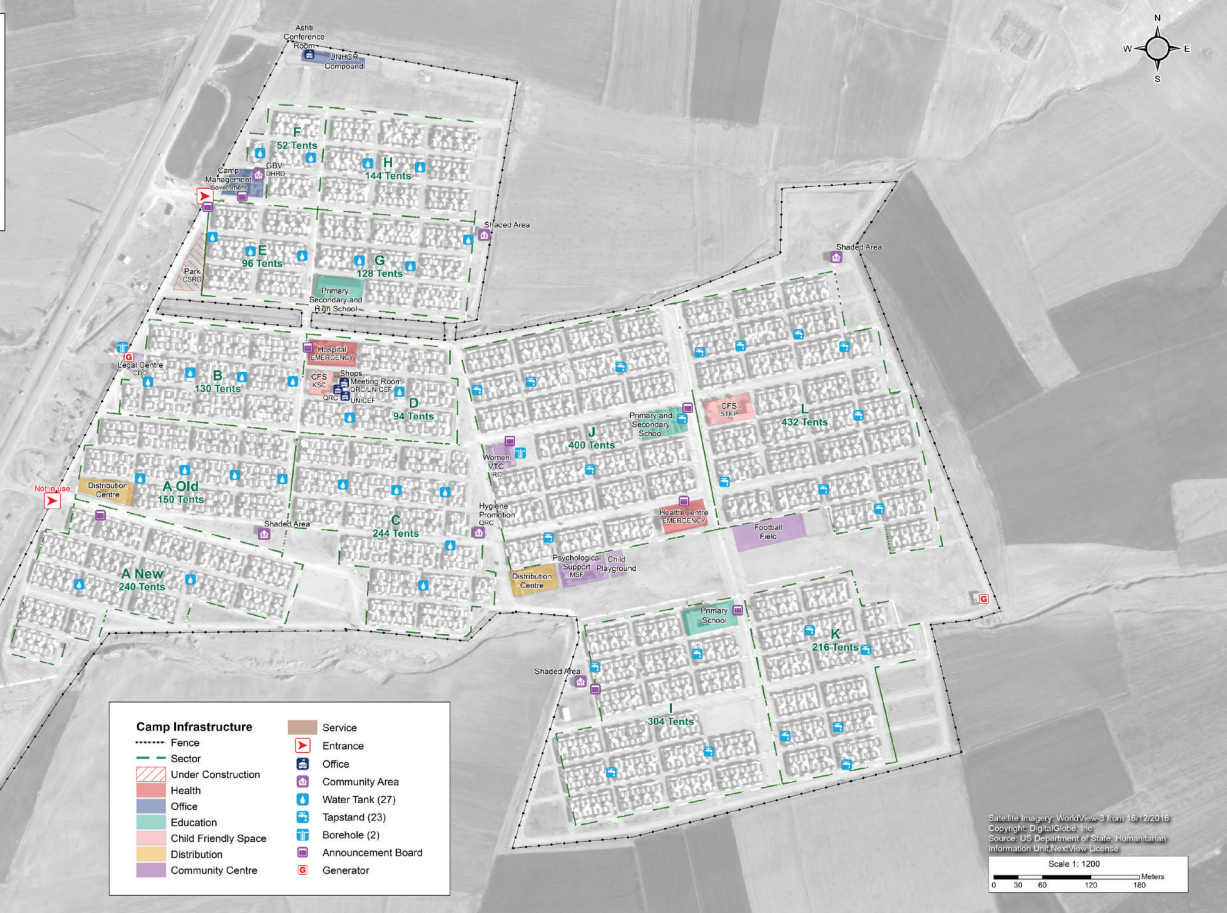 N
W
E
S
Ashti
Conference
Room
UNHCR
Compound
F
52 Tents
H
144 Tents
GBV
DHRD
Camp
Management
Government
Shaded Area
E
96 Tents
G
128 Tents
Park
CSRG
Primary,
Secondary and
High School
Shaded Area
Legal Centre
B
130 Tents
Hospital
EMERGENCY
CFS
KSC
Shops
Meeting Room
QRC/UNICEF
QRC
UNICEF
D
94 Tents
J
400 Tents
Primary and
Secondary
School
CFS
STEP
L
432 Tents
Women
VTC
Not in use
Distribution
Centre
A Old
150 Tents
Shaded Area
C
244 Tents
Hygiene
Promotion
QRC
Health Centre
EMERGENCY
Football
Field
A New
240 Tents
Distribution
Centre
Psychological
Support
MSF
Child
Playground
G
G
Primary
School
K
216 Tents
Shaded Area
I
304 Tents
Camp Infrastructure
Fence
Sector
Under Construction
Health
Office
Education
Child Friendly Space
Distribution
Community Centre
Service
Entrance
Office
Community Area
Water Tank (27)
Tapstand (23)
Borehole (2)
Announcement Board
G Generator
Satellite Imagery: WorldView-3 from 16/12/2016
Copyright: DigitalGlobe, Inc
Source: US Department of State, Humanitarian
Information Unit,NextView License
Scale 1: 1200
Meters
0 30 60 120 180